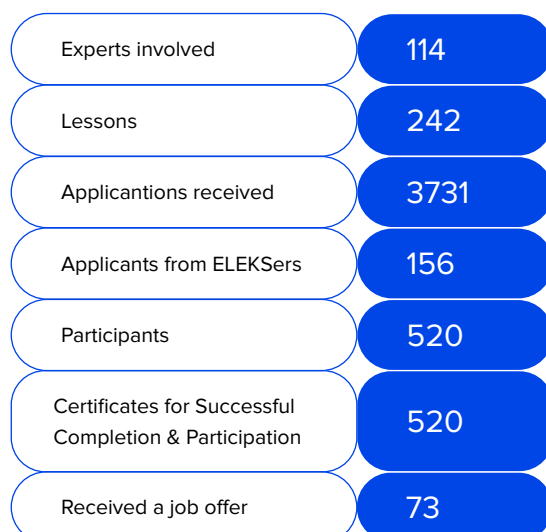 Experts involved 114
Lessons 242
Applicantions received 3731
Applicants from ELEKSers 156
Participants 520
Certificates for Successful
Completion & Participation 520
Received a job offer 73